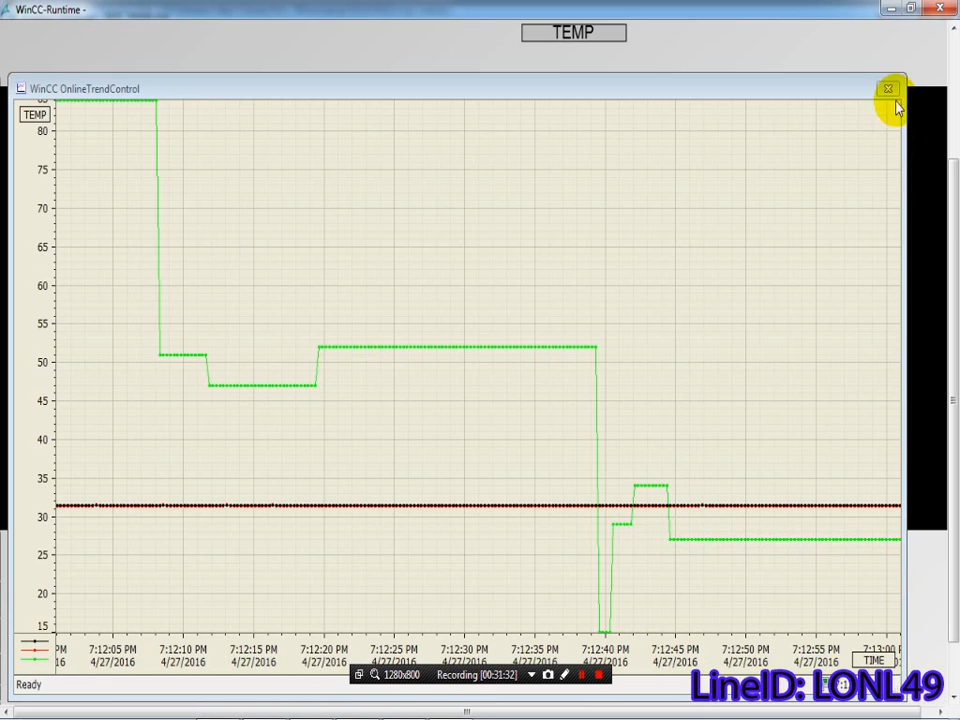 WinCC-Runtime -
TEMP
WinCC OnlineTrendControl
TEMP
80
75
70
65
60
55
50
45
40
35
30
25
20
15
7:12:05 PM 7:12:10 PM 7:12:15 PM 7:12:20 PM 7:12:25 PM 7:12:30 PM 7:12:35 PM 7:12:40 PM 7:12:45 PM 7:12:50 PM 7:12:55 PM 7:13:00
4/27/2016 4/27/2016 4/27/2016 4/27/2016 4/27/2016 4/27/2016 4/27/2016 4/27/2016 4/27/2016 4/27/2016 4/27/2016
TIME
1280x800 Recording [00:31:32]
Ready
LineID: LONL49